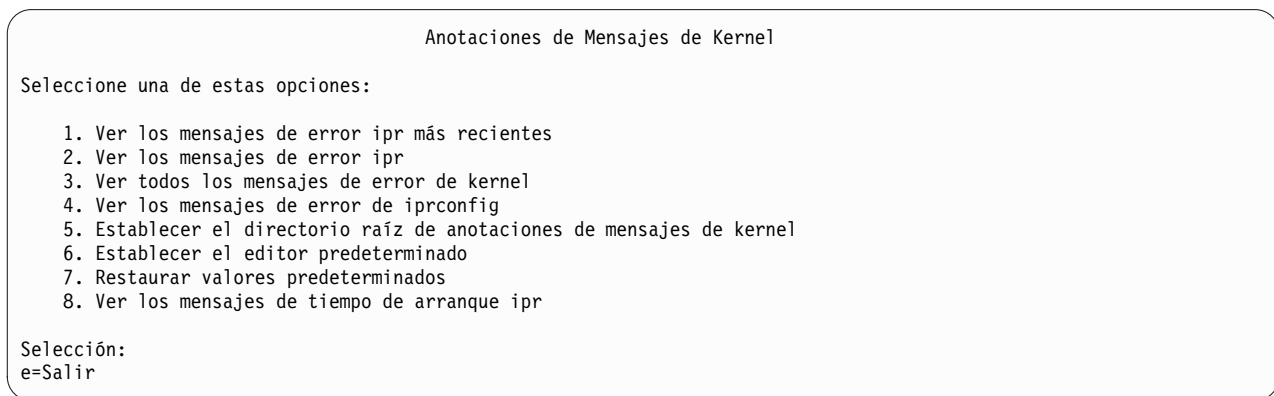 Anotaciones de Mensajes de Kernel
Seleccione una de estas opciones:
1. Ver los mensajes de error ipr más recientes
2. Ver los mensajes de error ipr
3. Ver todos los mensajes de error de kernel
4. Ver los mensajes de error de iprconfig
5. Establecer el directorio raíz de anotaciones de mensajes de kernel
6. Establecer el editor predeterminado
7. Restaurar valores predeterminados
8. Ver los mensajes de tiempo de arranque ipr
Selección:
e=Salir